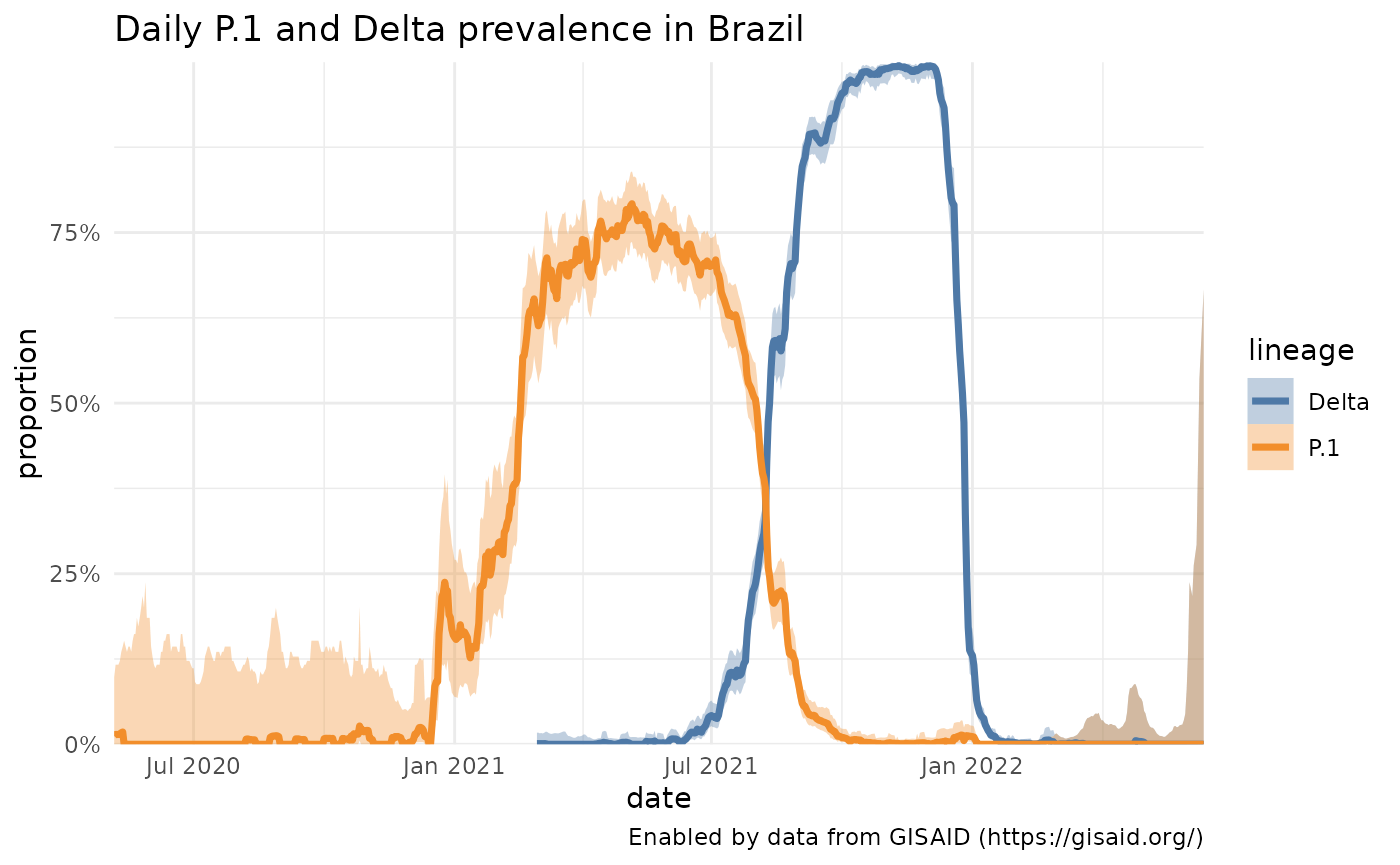 Daily P.1 and Delta prevalence in Brazil
proportion
75%
50%
25%
0%
Jul 2020
Jan 2021
Jul 2021
Jan 2022
date
lineage
Delta
P.1
Enabled by data from GISAID (https://gisaid.org/)